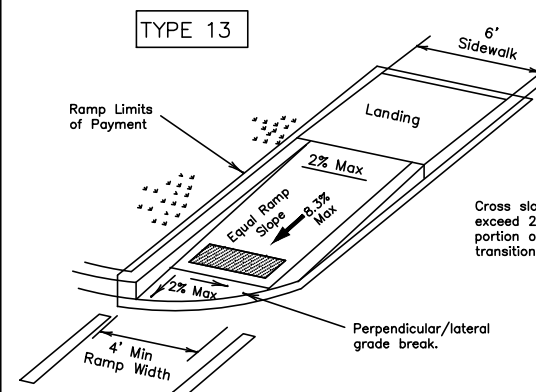 TYPE 13
6'
Sidewalk
Ramp Limits
of Payment
Landing
2% Max
Equal Ramp
Slope
8.3%
Max
Cross slo
exceed 2
portion o
transition
2% Max
Perpendicular/lateral
grade break.
4' Min
Ramp Width